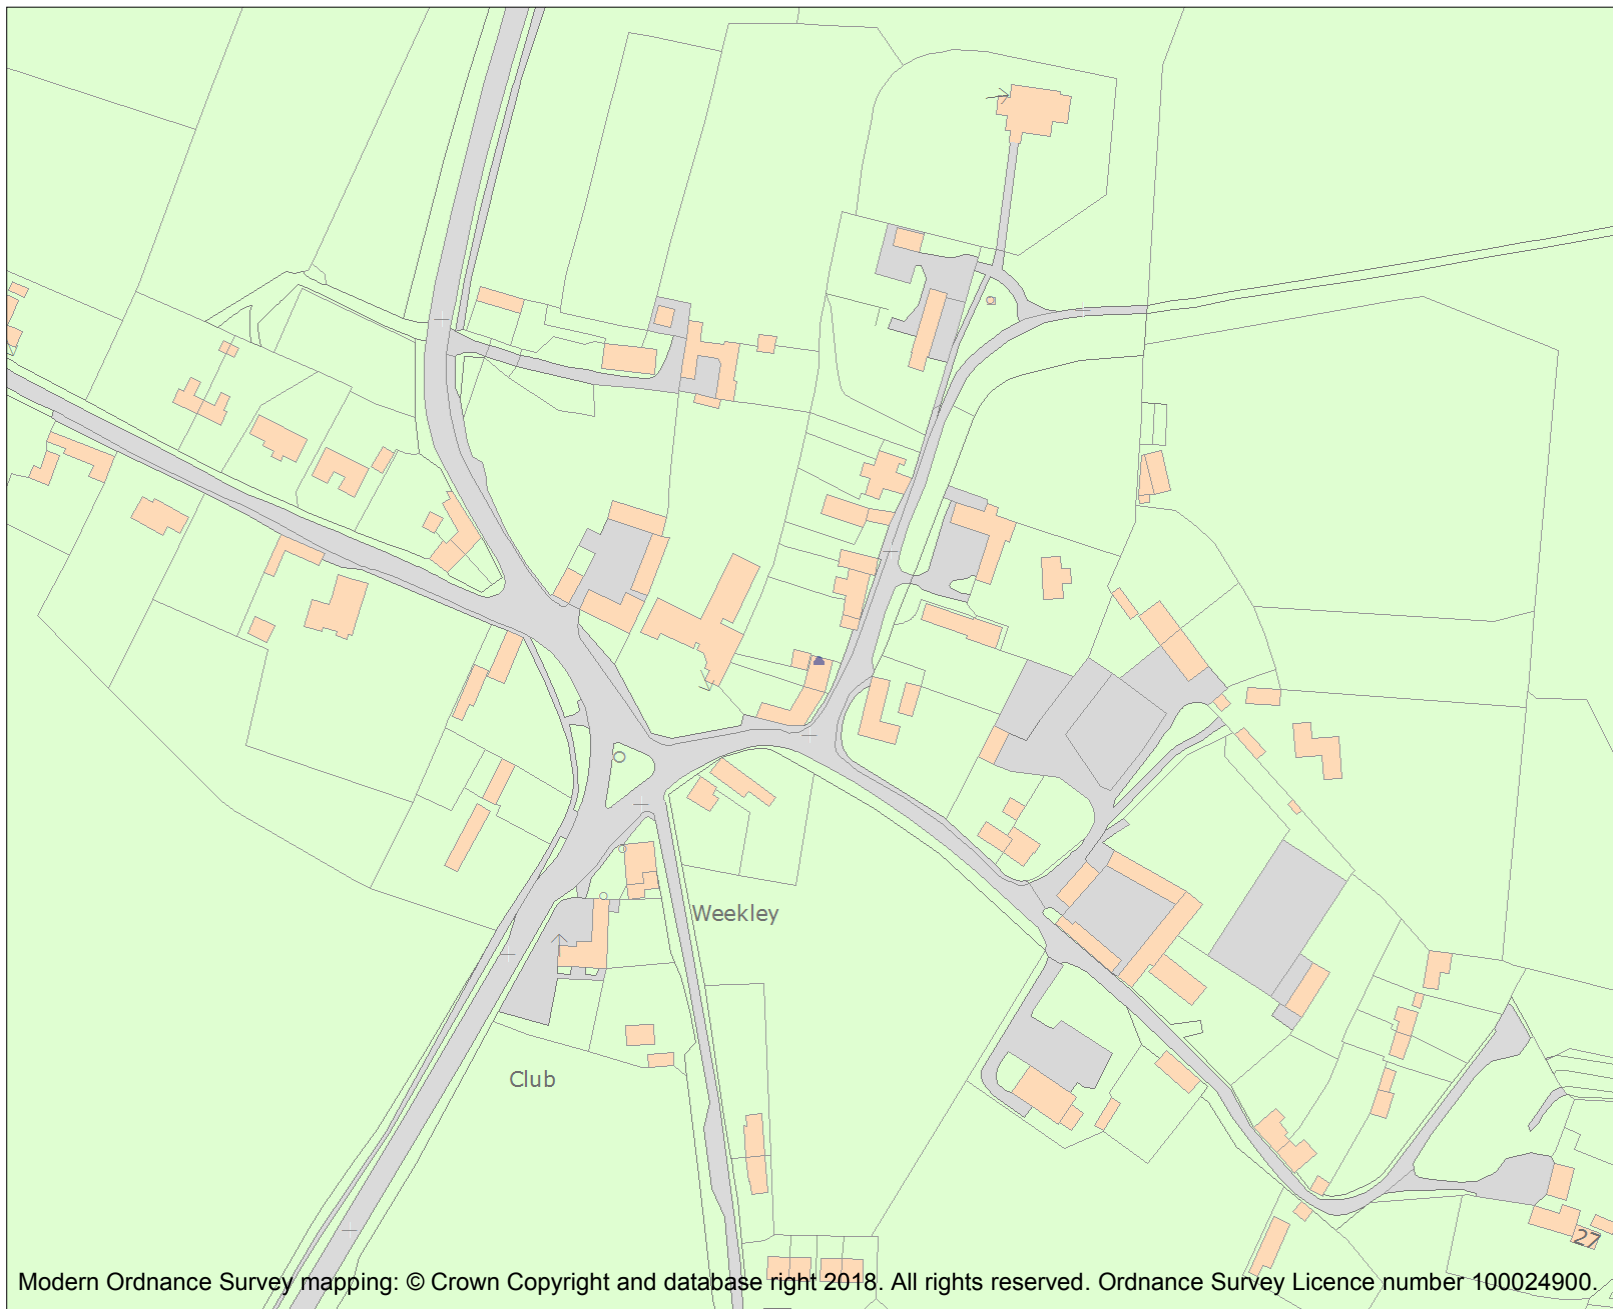 Weekley
Club
27
Modern Ordnance Survey mapping: © Crown Copyright and database right 2018. All rights reserved. Ordnance Survey Licence number 100024900.